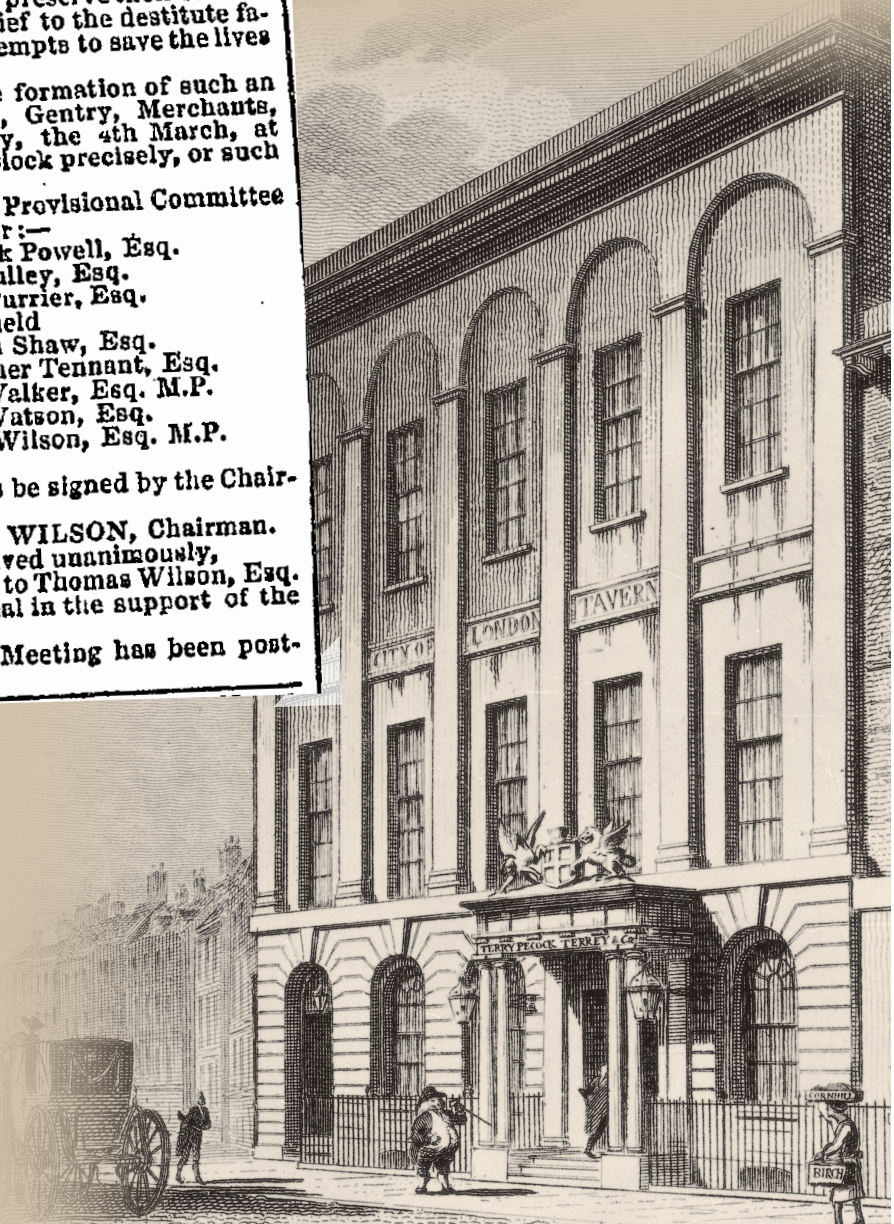 ief to the destitute fa-
empts to save the lives
formation of such an
, Gentry, Merchants,
y, the 4th March, at
lock precisely, or such
Provisional Committee
r:—
k Powell, Esq.
ulley, Esq.
urrier, Esq.
eld
Shaw, Esq.
er Tennant, Esq.
Walker, Esq. M.P.
Watson, Esq.
Wilson, Esq. M.P.
s be signed by the Chair-
WILSON, Chairman.
ved unanimously,
to Thomas Wilson, Esq.
al in the support of the
Meeting has been post-
CITY OF LONDON TAVERN
TERRY PECOCK TERREY & Co
CORNHILL
BIRCH